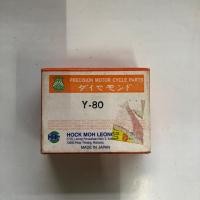 PRECISION MOTOR CYCLE PARTS
ダイヤモンド
Y-80
HOCK MOH LEONG
MADE IN JAPAN